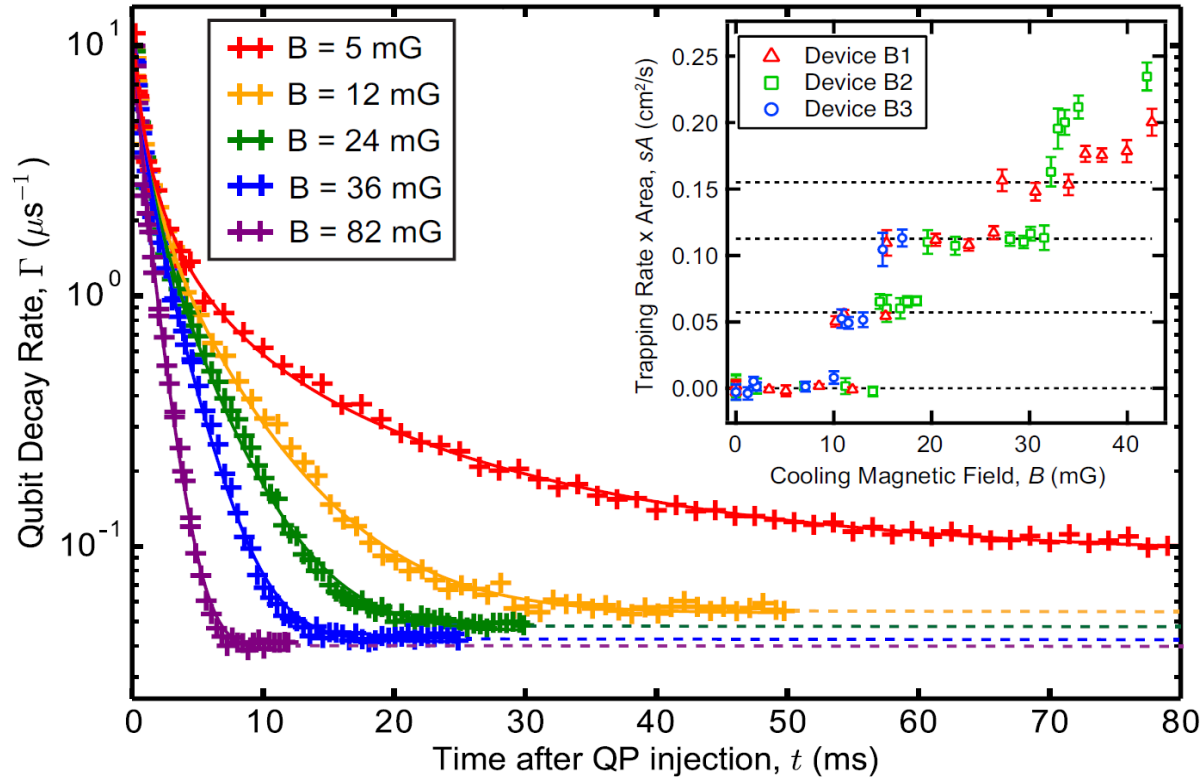 Qubit Decay Rate, Γ (μs⁻¹)
10¹
10⁰
10⁻¹
B = 5 mG
B = 12 mG
B = 24 mG
B = 36 mG
B = 82 mG
0 10 20 30 40 50 60 70 80
Time after QP injection, t (ms)
Trapping Rate x Area, sA (cm²/s)
0.25
0.20
0.15
0.10
0.05
0.00
Device B1
Device B2
Device B3
0 10 20 30 40
Cooling Magnetic Field, B (mG)